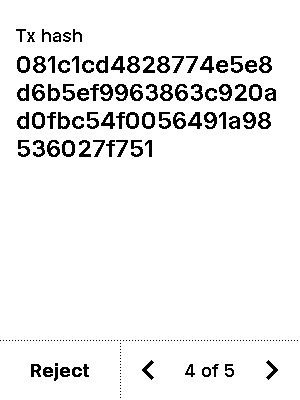 Tx hash
081c1cd4828774e5e8
d6b5ef9963863c920a
d0fbc54f0056491a98
536027f751
Reject
4 of 5